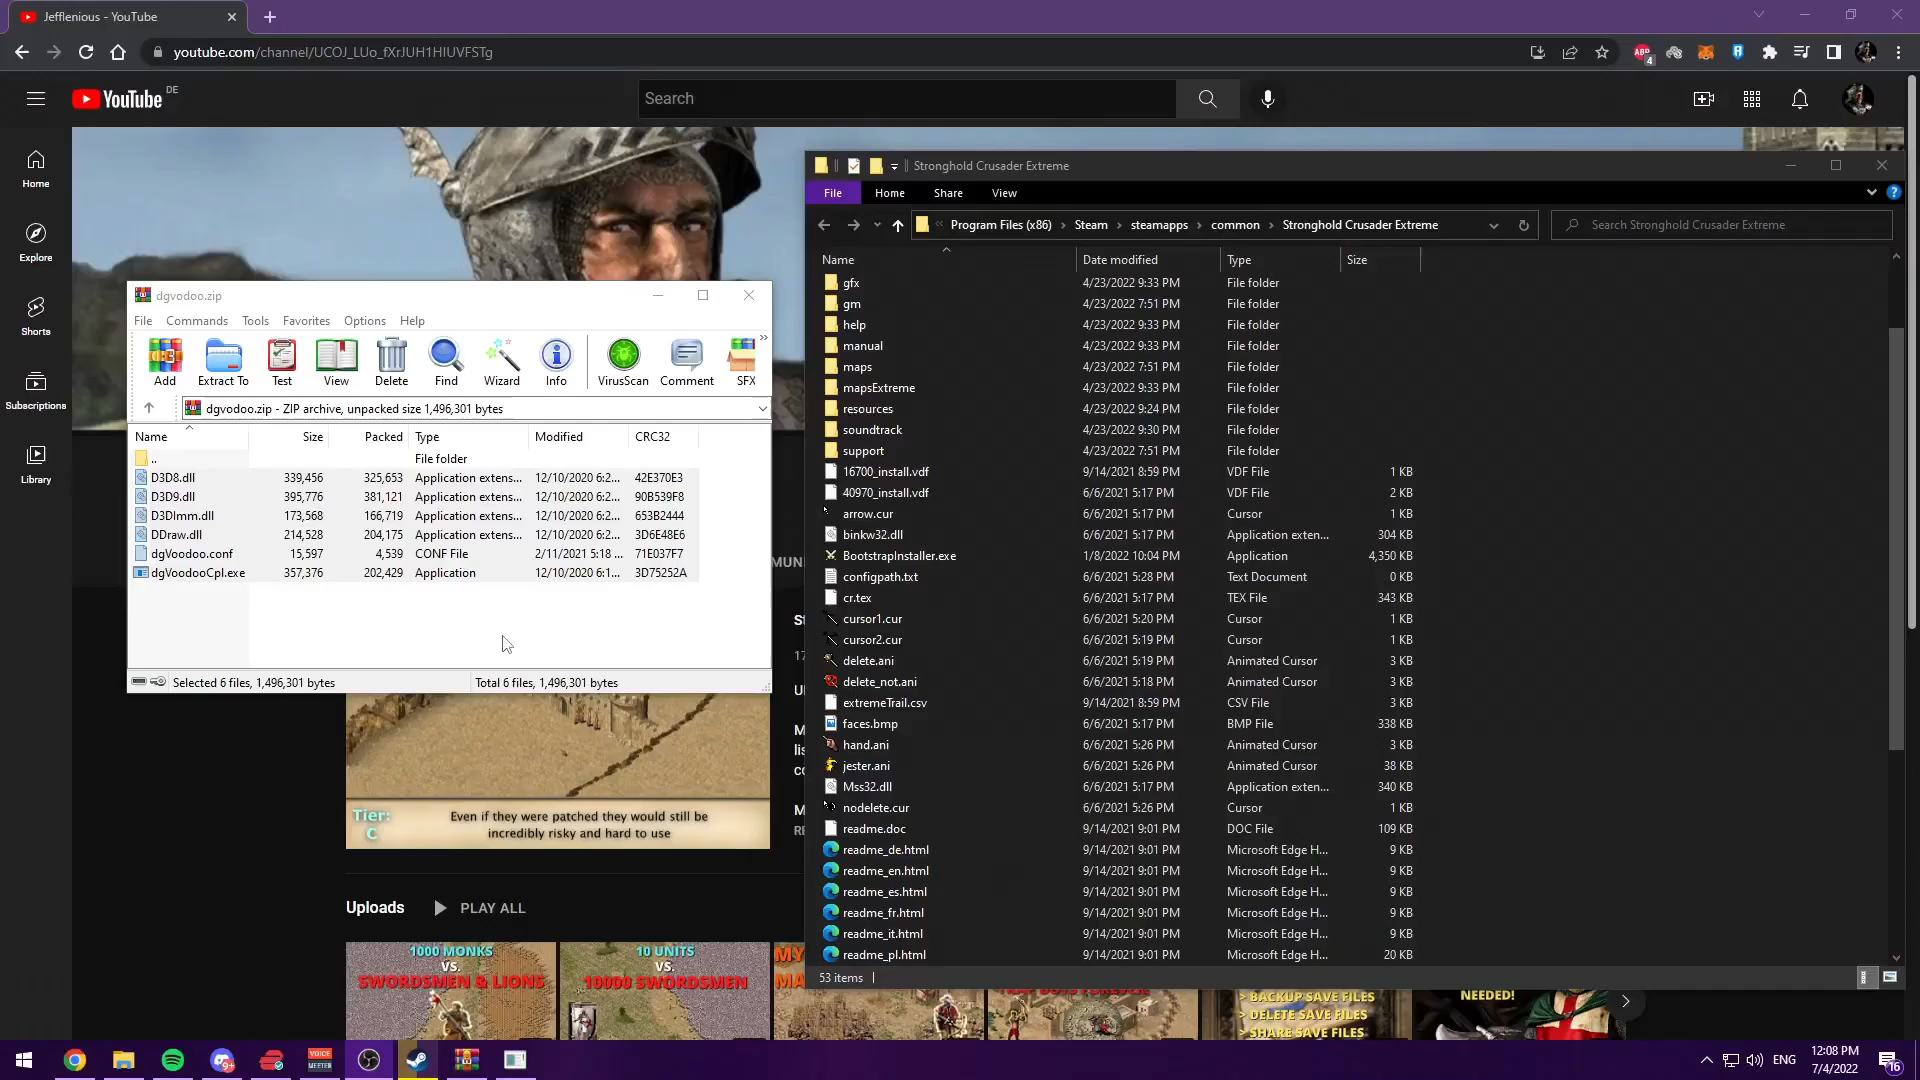 Jefflenious - YouTube
youtube.com/channel/UCOJ_LUo_fXrJUH1HIUVFSTg
4
YouTube DE
Search
Home
Explore
Shorts
Subscriptions
Library
dgvodoo.zip
File Commands Tools Favorites Options Help
Add Extract To Test View Delete Find Wizard Info VirusScan Comment SFX
dgvodoo.zip - ZIP archive, unpacked size 1,496,301 bytes
Name Size Packed Type Modified CRC32
.. File folder
D3D8.dll 339,456 325,653 Application extens... 12/10/2020 6:2... 42E370E3
D3D9.dll 395,776 381,121 Application extens... 12/10/2020 6:2... 90B539F8
D3DImm.dll 173,568 166,719 Application extens... 12/10/2020 6:2... 653B2444
DDraw.dll 214,528 204,175 Application extens... 12/10/2020 6:2... 3D6E48E6
dgVoodoo.conf 15,597 4,539 CONF File 2/11/2021 5:18 ... 71E037F7
dgVoodooCpl.exe 357,376 202,429 Application 12/10/2020 6:1... 3D75252A
Selected 6 files, 1,496,301 bytes Total 6 files, 1,496,301 bytes
Stronghold Crusader Extreme
File Home Share View
Program Files (x86) Steam steamapps common Stronghold Crusader Extreme
Search Stronghold Crusader Extreme
Name Date modified Type Size
gfx 4/23/2022 9:33 PM File folder
gm 4/23/2022 7:51 PM File folder
help 4/23/2022 9:33 PM File folder
manual 4/23/2022 9:33 PM File folder
maps 4/23/2022 7:51 PM File folder
mapsExtreme 4/23/2022 9:33 PM File folder
resources 4/23/2022 9:24 PM File folder
soundtrack 4/23/2022 9:30 PM File folder
support 4/23/2022 7:51 PM File folder
16700_install.vdf 9/14/2021 8:59 PM VDF File 1 KB
40970_install.vdf 6/6/2021 5:17 PM VDF File 2 KB
arrow.cur 6/6/2021 5:17 PM Cursor 1 KB
binkw32.dll 6/6/2021 5:17 PM Application exten... 304 KB
BootstrapInstaller.exe 1/8/2022 10:04 PM Application 4,350 KB
configpath.txt 6/6/2021 5:28 PM Text Document 0 KB
cr.tex 6/6/2021 5:17 PM TEX File 343 KB
cursor1.cur 6/6/2021 5:20 PM Cursor 1 KB
cursor2.cur 6/6/2021 5:19 PM Cursor 1 KB
delete.ani 6/6/2021 5:19 PM Animated Cursor 3 KB
delete_not.ani 6/6/2021 5:18 PM Animated Cursor 3 KB
extremeTrail.csv 9/14/2021 8:59 PM CSV File 3 KB
faces.bmp 6/6/2021 5:17 PM BMP File 338 KB
hand.ani 6/6/2021 5:26 PM Animated Cursor 3 KB
jester.ani 6/6/2021 5:26 PM Animated Cursor 38 KB
Mss32.dll 6/6/2021 5:17 PM Application exten... 340 KB
nodelete.cur 6/6/2021 5:26 PM Cursor 1 KB
readme.doc 9/14/2021 9:01 PM DOC File 109 KB
readme_de.html 9/14/2021 9:01 PM Microsoft Edge H... 9 KB
readme_en.html 9/14/2021 9:01 PM Microsoft Edge H... 9 KB
readme_es.html 9/14/2021 9:01 PM Microsoft Edge H... 9 KB
readme_fr.html 9/14/2021 9:01 PM Microsoft Edge H... 9 KB
readme_it.html 9/14/2021 9:01 PM Microsoft Edge H... 9 KB
readme_pl.html 9/14/2021 9:01 PM Microsoft Edge H... 20 KB
53 items
Tier:
C
Even if they were patched they would still be
incredibly risky and hard to use
Uploads PLAY ALL
1000 MONKS
VS.
SWORDSMEN & LIONS
10 UNITS
VS.
10000 SWORDSMEN
> BACKUP SAVE FILES
> DELETE SAVE FILES
> SHARE SAVE FILES
NEEDED!
VOICE
MEETER
9+
ENG
12:08 PM
7/4/2022
16